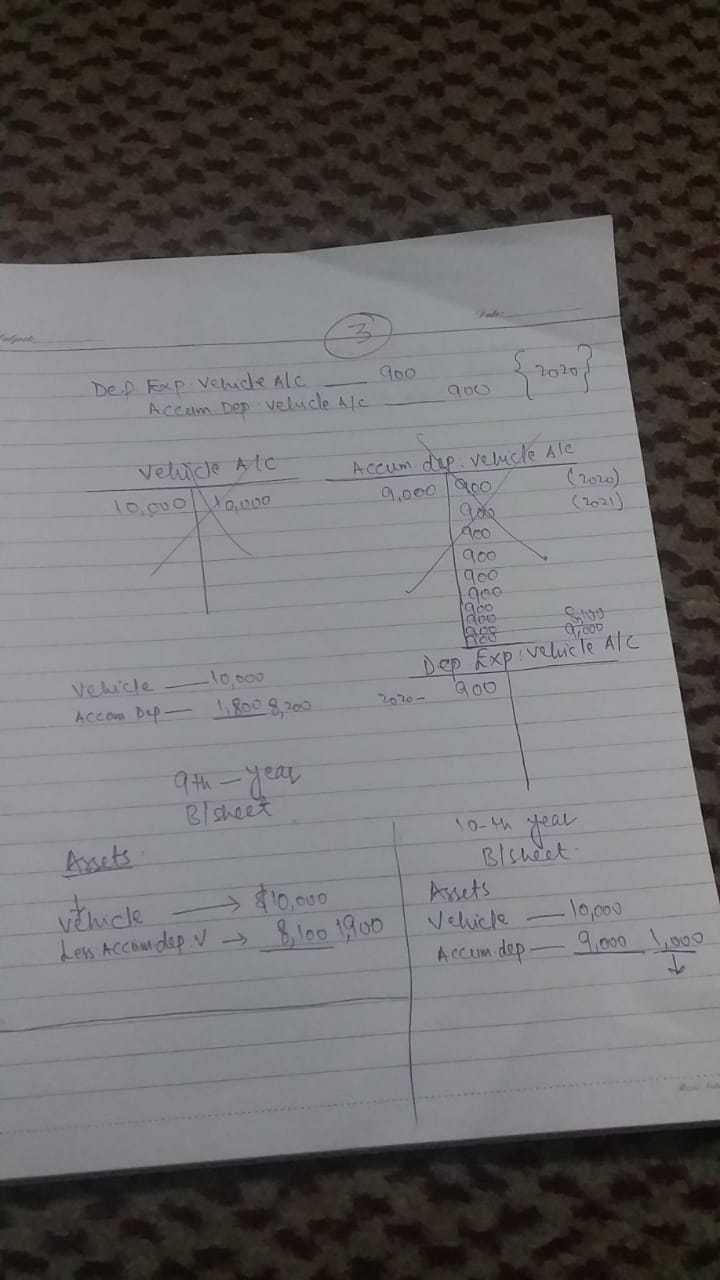 Date:
3
Dep Exp. Vehicle A/C — 900
Accum Dep. Vehicle A/C — 900
{2020}
Vehicle A/C
10,000 10,000
Accum dep. vehicle A/C
9,000 900 (2020)
900 (2021)
900
900
900
900
900
900
900 8,100
900 9,000
Vehicle — 10,000
Accum Dep — 1,800 8,200
Dep Exp: vehicle A/C
2020- 900
9th - year
B/sheet
Assets
Vehicle → $10,000
Less Accum dep. V → 8,100 1,900
10-th year
B/sheet
Assets
Vehicle — 10,000
Accum. dep — 9,000 1,000